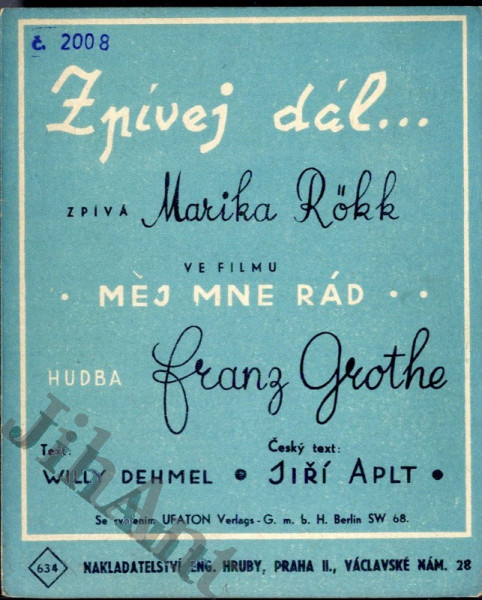 č. 2008
Zpívej dál...
ZPÍVÁ Marika Rökk
VE FILMU
• MĚJ MNE RÁD • •
HUDBA Franz Grothe
Text: Český text:
WILLY DEHMEL • JIŘÍ APLT •
Se svolením UFATON Verlags-G. m. b. H. Berlin SW 68.
634 NAKLADATELSTVÍ ENG. HRUBY, PRAHA II., VÁCLAVSKÉ NÁM. 28
JihAnt